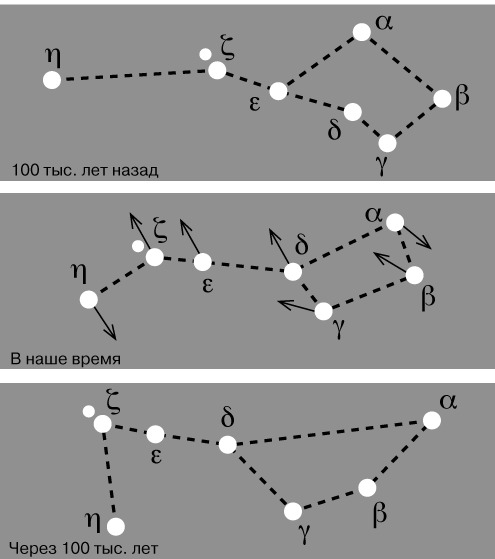 η
ζ
α
ε
β
δ
γ
100 тыс. лет назад
α
ζ
δ
η
ε
β
γ
В наше время
ζ
α
δ
ε
β
η
γ
Через 100 тыс. лет